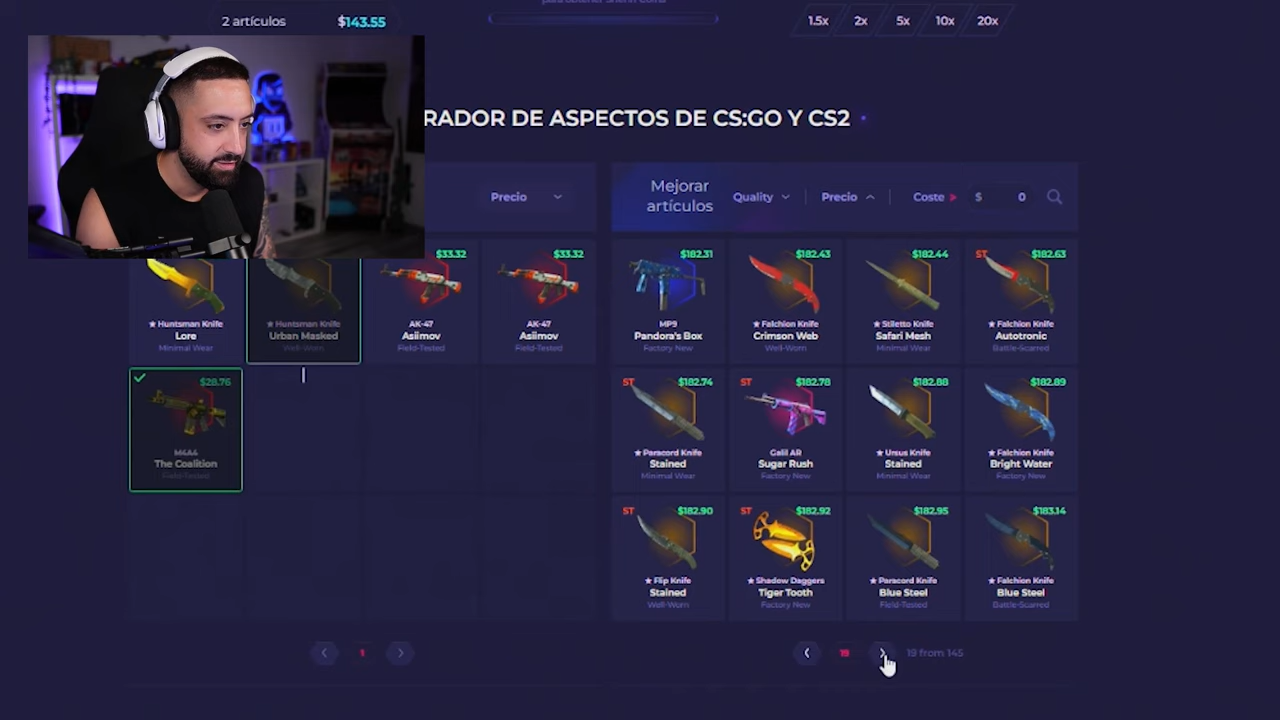 2 artículos $143.55
1.5x 2x 5x 10x 20x
RADOR DE ASPECTOS DE CS:GO Y CS2
Precio
Mejorar
artículos
Quality Precio Coste $ 0
$33.32 $33.32
★ Huntsman Knife
Lore
Minimal Wear
★ Huntsman Knife
Urban Masked
Well-Worn
AK-47
Asiimov
Field-Tested
AK-47
Asiimov
Field-Tested
$28.76
M4A4
The Coalition
Field-Tested
$182.31
MP9
Pandora's Box
Factory New
$182.43
★ Falchion Knife
Crimson Web
Well-Worn
$182.44
★ Stiletto Knife
Safari Mesh
Minimal Wear
ST $182.63
★ Falchion Knife
Autotronic
Battle-Scarred
ST $182.74
★ Paracord Knife
Stained
Minimal Wear
ST $182.78
Galil AR
Sugar Rush
Factory New
$182.88
★ Ursus Knife
Stained
Minimal Wear
$182.89
★ Falchion Knife
Bright Water
Factory New
ST $182.90
★ Flip Knife
Stained
Well-Worn
ST $182.92
★ Shadow Daggers
Tiger Tooth
Factory New
$182.95
★ Paracord Knife
Blue Steel
Field-Tested
$183.14
★ Falchion Knife
Blue Steel
Battle-Scarred
1
19 19 from 145